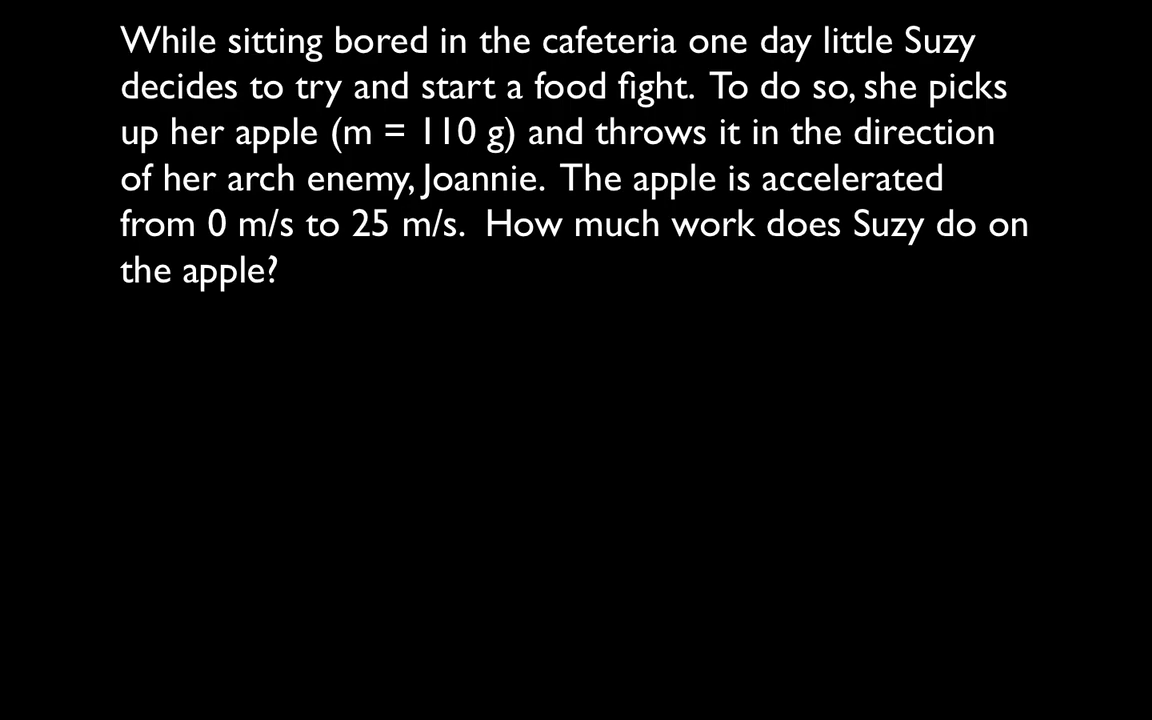 While sitting bored in the cafeteria one day little Suzy
decides to try and start a food fight.  To do so, she picks
up her apple (m = 110 g) and throws it in the direction
of her arch enemy, Joannie.  The apple is accelerated
from 0 m/s to 25 m/s.  How much work does Suzy do on
the apple?